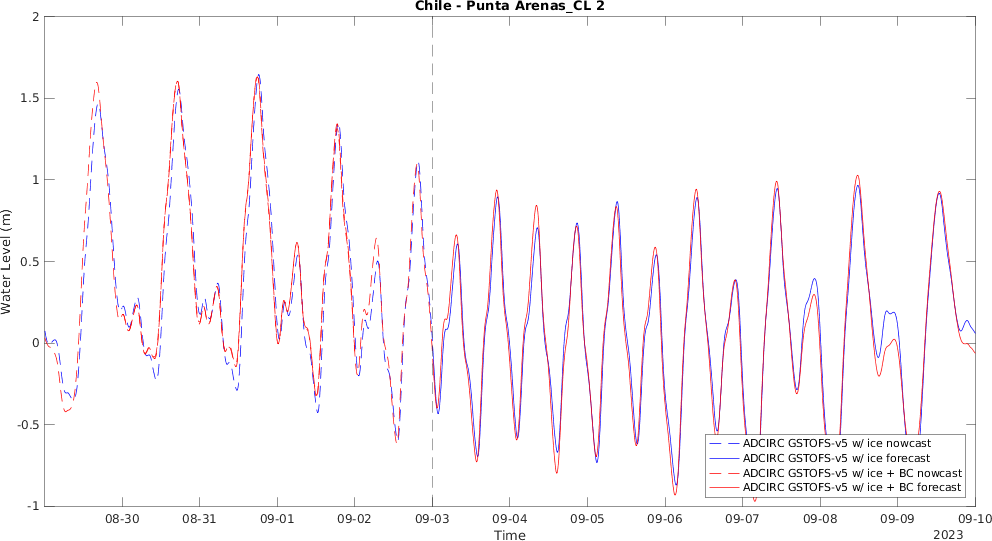 Chile - Punta Arenas_CL 2
2
1.5
1
0.5
0
-0.5
-1
Water Level (m)
ADCIRC GSTOFS-v5 w/ ice nowcast
ADCIRC GSTOFS-v5 w/ ice forecast
ADCIRC GSTOFS-v5 w/ ice + BC nowcast
ADCIRC GSTOFS-v5 w/ ice + BC forecast
08-30 08-31 09-01 09-02 09-03 09-04 09-05 09-06 09-07 09-08 09-09 09-10
Time
2023